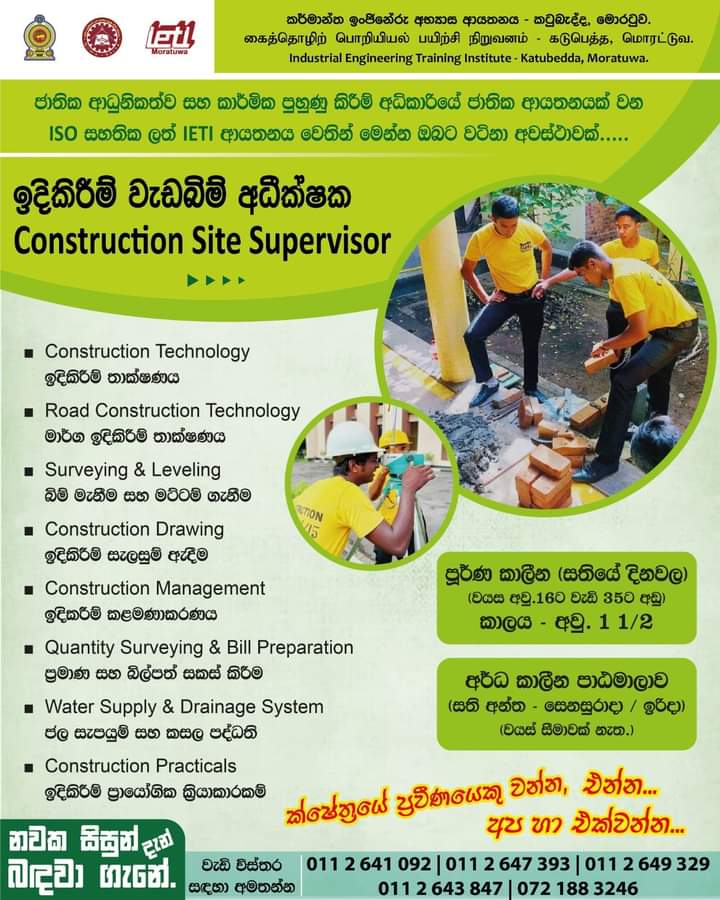 IETI
Moratuwa
කර්මාන්ත ඉංජිනේරු අභ්‍යාස ආයතනය - කටුබැද්ද, මොරටුව.
கைத்தொழிற் பொறியியல் பயிற்சி நிறுவனம் - கடுபெத்த, மொரட்டுவ.
Industrial Engineering Training Institute - Katubedda, Moratuwa.
ජාතික ආධුනිකත්ව සහ කාර්මික පුහුණු කිරීම් අධිකාරියේ ජාතික ආයතනයක් වන
ISO සහතික ලත් IETI ආයතනය වෙතින් මෙන්න ඔබට වටිනා අවස්ථාවක්.....
ඉදිකිරීම් වැඩබිම් අධීක්ෂක
Construction Site Supervisor
Construction Technology
ඉදිකිරීම් තාක්ෂණය
Road Construction Technology
මාර්ග ඉදිකිරීම් තාක්ෂණය
Surveying & Leveling
බිම් මැනීම සහ මට්ටම් ගැනීම
Construction Drawing
ඉදිකිරීම් සැලසුම් ඇඳීම
Construction Management
ඉදිකරීම් කළමණාකරණය
Quantity Surveying & Bill Preparation
ප්‍රමාණ සහ බිල්පත් සකස් කිරීම
Water Supply & Drainage System
ජල සැපයුම් සහ කසල පද්ධති
Construction Practicals
ඉදිකිරීම් ප්‍රායෝගික ක්‍රියාකාරකම්
පූර්ණ කාලීන (සතියේ දිනවල)
(වයස අවු.16ට වැඩි 35ට අඩු)
කාලය - අවු. 1 1/2
අර්ධ කාලීන පාඨමාලාව
(සති අන්ත - සෙනසුරාදා / ඉරිදා)
(වයස් සීමාවක් නැත.)
ක්ෂේත්‍රයේ ප්‍රවීණයෙකු වන්න, එන්න...
අප හා එක්වන්න...
නවක සිසුන් දැන්
බඳවා ගැනේ.
වැඩි විස්තර
සඳහා අමතන්න
011 2 641 092 | 011 2 647 393 | 011 2 649 329
011 2 643 847 | 072 188 3246